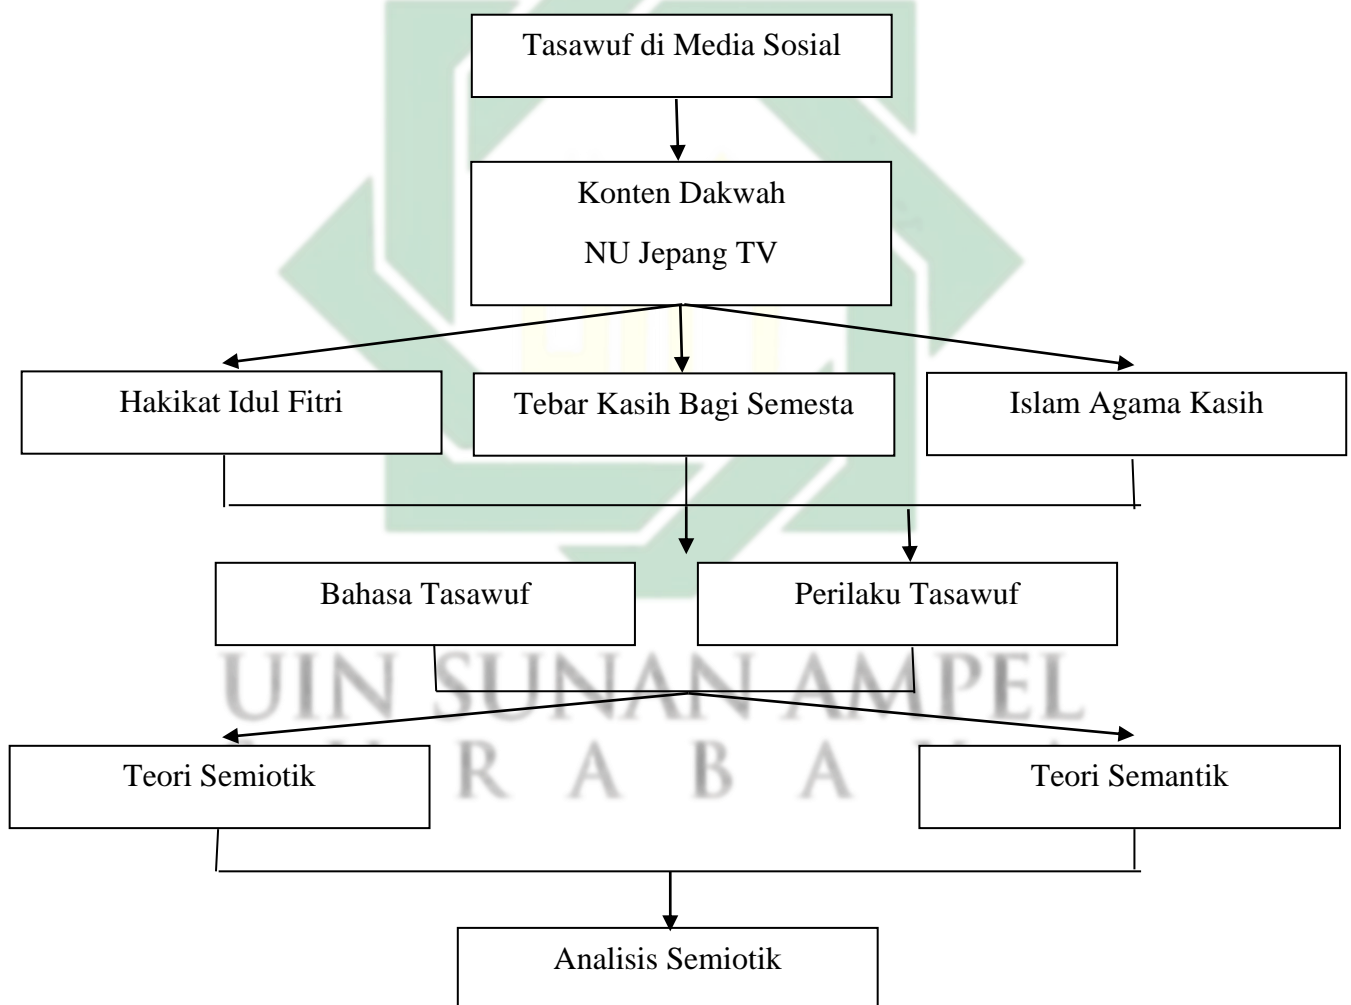 Tasawuf di Media Sosial
Konten Dakwah
NU Jepang TV
Hakikat Idul Fitri
Tebar Kasih Bagi Semesta
Islam Agama Kasih
Bahasa Tasawuf
Perilaku Tasawuf
UIN SUNAN AMPEL
Teori Semiotik
R A B A
Teori Semantik
Analisis Semiotik